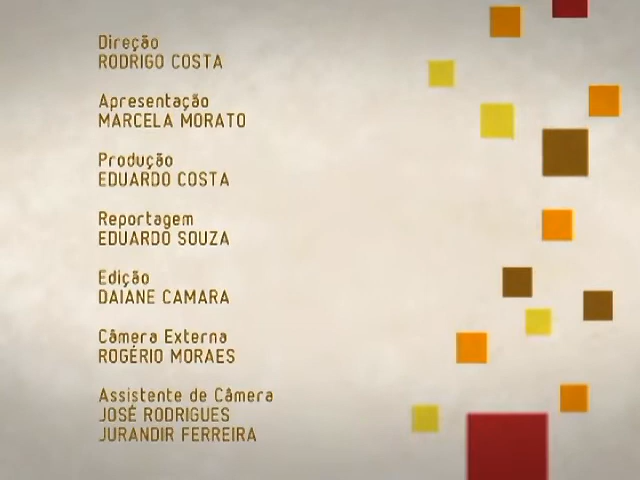 Direção
RODRIGO COSTA
Apresentação
MARCELA MORATO
Produção
EDUARDO COSTA
Reportagem
EDUARDO SOUZA
Edição
DAIANE CAMARA
Câmera Externa
ROGÉRIO MORAES
Assistente de Câmera
JOSÉ RODRIGUES
JURANDIR FERREIRA